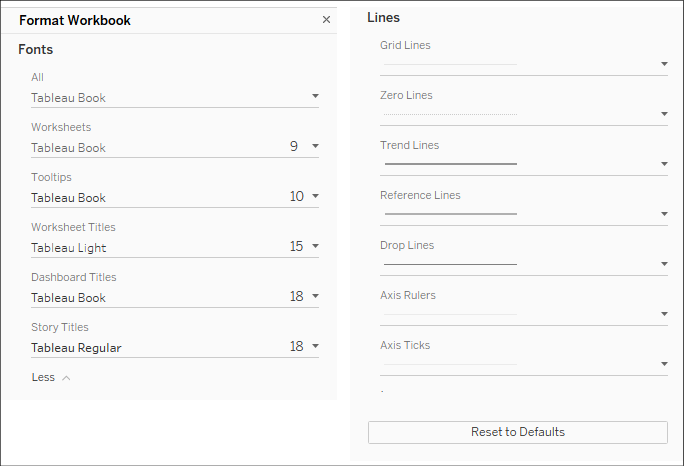 Format Workbook ×
Fonts
All
Tableau Book
Worksheets
Tableau Book 9
Tooltips
Tableau Book 10
Worksheet Titles
Tableau Light 15
Dashboard Titles
Tableau Book 18
Story Titles
Tableau Regular 18
Less
Lines
Grid Lines
Zero Lines
Trend Lines
Reference Lines
Drop Lines
Axis Rulers
Axis Ticks
Reset to Defaults